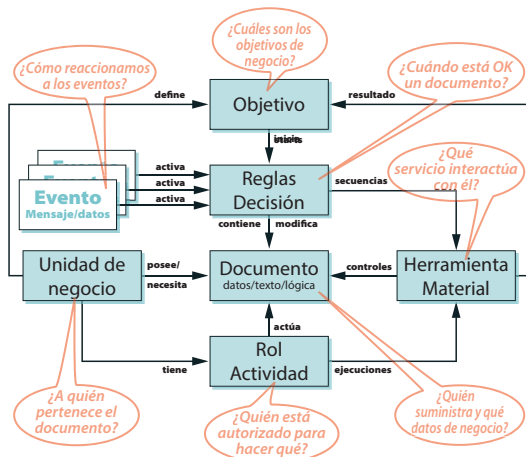 ¿Cuáles son los
objetivos de
negocio?
¿Cómo reaccionamos
a los eventos?
¿Cuándo está OK
un documento?
define
Objetivo
resultado
inicia
¿Qué
servicio interactúa
con él?
Evento
Mensaje/datos
activa
activa
activa
Reglas
Decisión
secuencias
contiene
modifica
Unidad de
negocio
posee/
necesita
Documento
datos/texto/lógica
controles
Herramienta
Material
actúa
tiene
Rol
Actividad
ejecuciones
¿A quién
pertenece el
documento?
¿Quién está
autorizado para
hacer qué?
¿Quién
suministra y qué
datos de negocio?